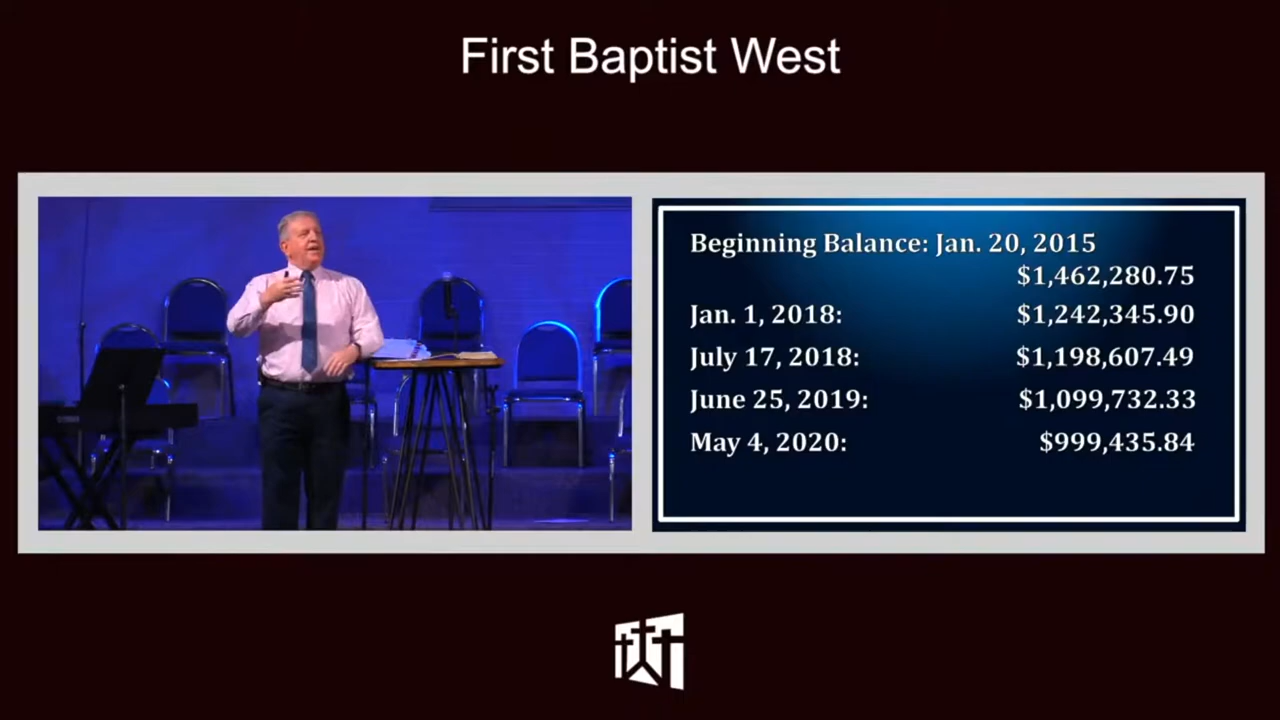 First Baptist West
Beginning Balance: Jan. 20, 2015
$1,462,280.75
Jan. 1, 2018: $1,242,345.90
July 17, 2018: $1,198,607.49
June 25, 2019: $1,099,732.33
May 4, 2020: $999,435.84